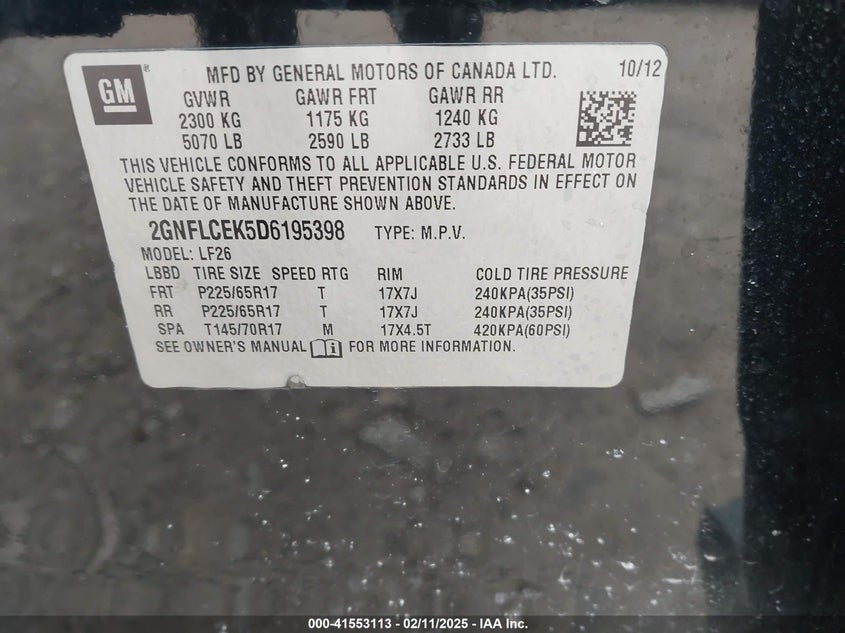 GM ® MFD BY GENERAL MOTORS OF CANADA LTD. 10/12
GVWR GAWR FRT GAWR RR
2300 KG 1175 KG 1240 KG
5070 LB 2590 LB 2733 LB
THIS VEHICLE CONFORMS TO ALL APPLICABLE U.S. FEDERAL MOTOR
VEHICLE SAFETY AND THEFT PREVENTION STANDARDS IN EFFECT ON
THE DATE OF MANUFACTURE SHOWN ABOVE.
2GNFLCEK5D6195398 TYPE: M.P.V.
MODEL: LF26
LBBD TIRE SIZE SPEED RTG RIM COLD TIRE PRESSURE
FRT P225/65R17 T 17X7J 240KPA(35PSI)
RR P225/65R17 T 17X7J 240KPA(35PSI)
SPA T145/70R17 M 17X4.5T 420KPA(60PSI)
SEE OWNER'S MANUAL FOR MORE INFORMATION.
000-41553113 - 02/11/2025 - IAA Inc.